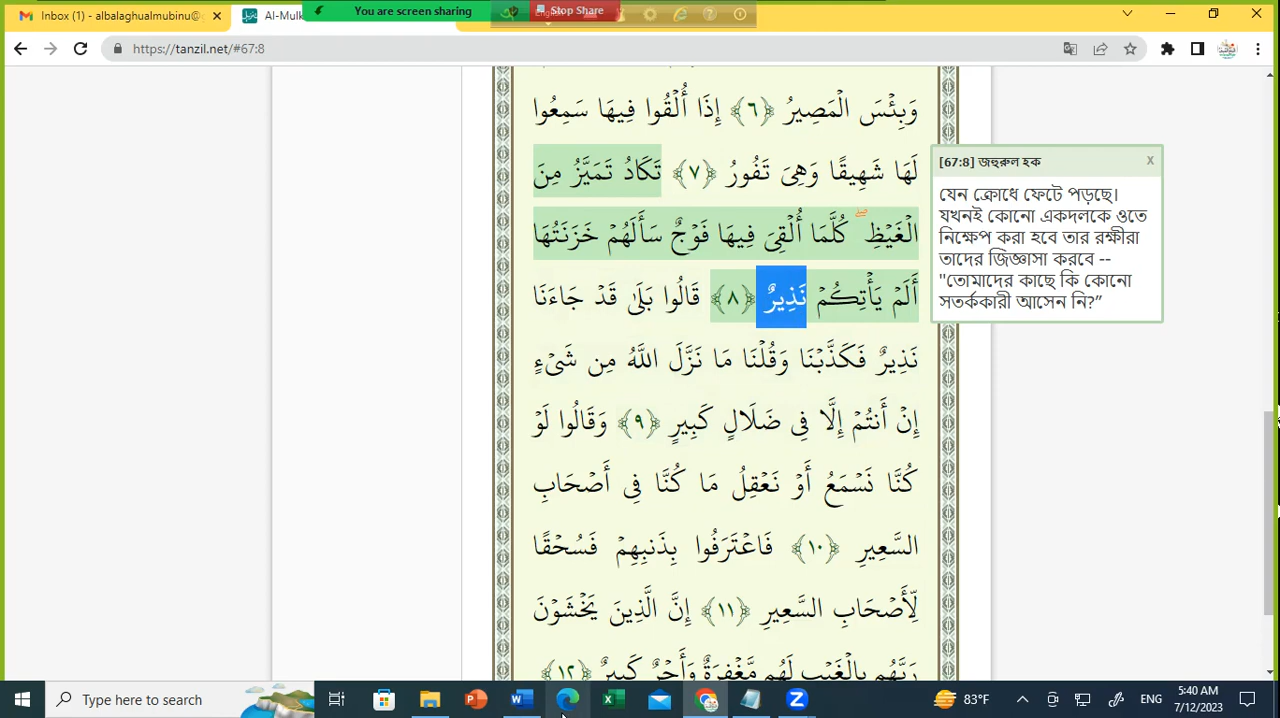 Inbox (1) - albalaghualmubinu@
Al-Mulk
You are screen sharing
Stop Share
https://tanzil.net/#67:8
وَبِئْسَ الْمَصِيرُ ﴿٦﴾ إِذَا أُلْقُوا فِيهَا سَمِعُوا
لَهَا شَهِيقًا وَهِىَ تَفُورُ ﴿٧﴾ تَكَادُ تَمَيَّزُ مِنَ
الْغَيْظِ ۖ كُلَّمَا أُلْقِىَ فِيهَا فَوْجٌ سَأَلَهُمْ خَزَنَتُهَا
أَلَمْ يَأْتِكُمْ نَذِيرٌ ﴿٨﴾ قَالُوا بَلَىٰ قَدْ جَاءَنَا
نَذِيرٌ فَكَذَّبْنَا وَقُلْنَا مَا نَزَّلَ اللَّهُ مِن شَىْءٍ
إِنْ أَنتُمْ إِلَّا فِى ضَلَالٍ كَبِيرٍ ﴿٩﴾ وَقَالُوا لَوْ
كُنَّا نَسْمَعُ أَوْ نَعْقِلُ مَا كُنَّا فِى أَصْحَابِ
السَّعِيرِ ﴿١٠﴾ فَاعْتَرَفُوا بِذَنبِهِمْ فَسُحْقًا
لِّأَصْحَابِ السَّعِيرِ ﴿١١﴾ إِنَّ الَّذِينَ يَخْشَوْنَ
رَبَّهُم بِالْغَيْبِ لَهُم مَّغْفِرَةٌ وَأَجْرٌ كَبِيرٌ ﴿١٢﴾
[67:8] জহুরুল হক
X
যেন ক্রোধে ফেটে পড়ছে।
যখনই কোনো একদলকে ওতে
নিক্ষেপ করা হবে তার রক্ষীরা
তাদের জিজ্ঞাসা করবে --
"তোমাদের কাছে কি কোনো
সতর্ককারী আসেন নি?”
Type here to search
83°F
ENG
5:40 AM
7/12/2023